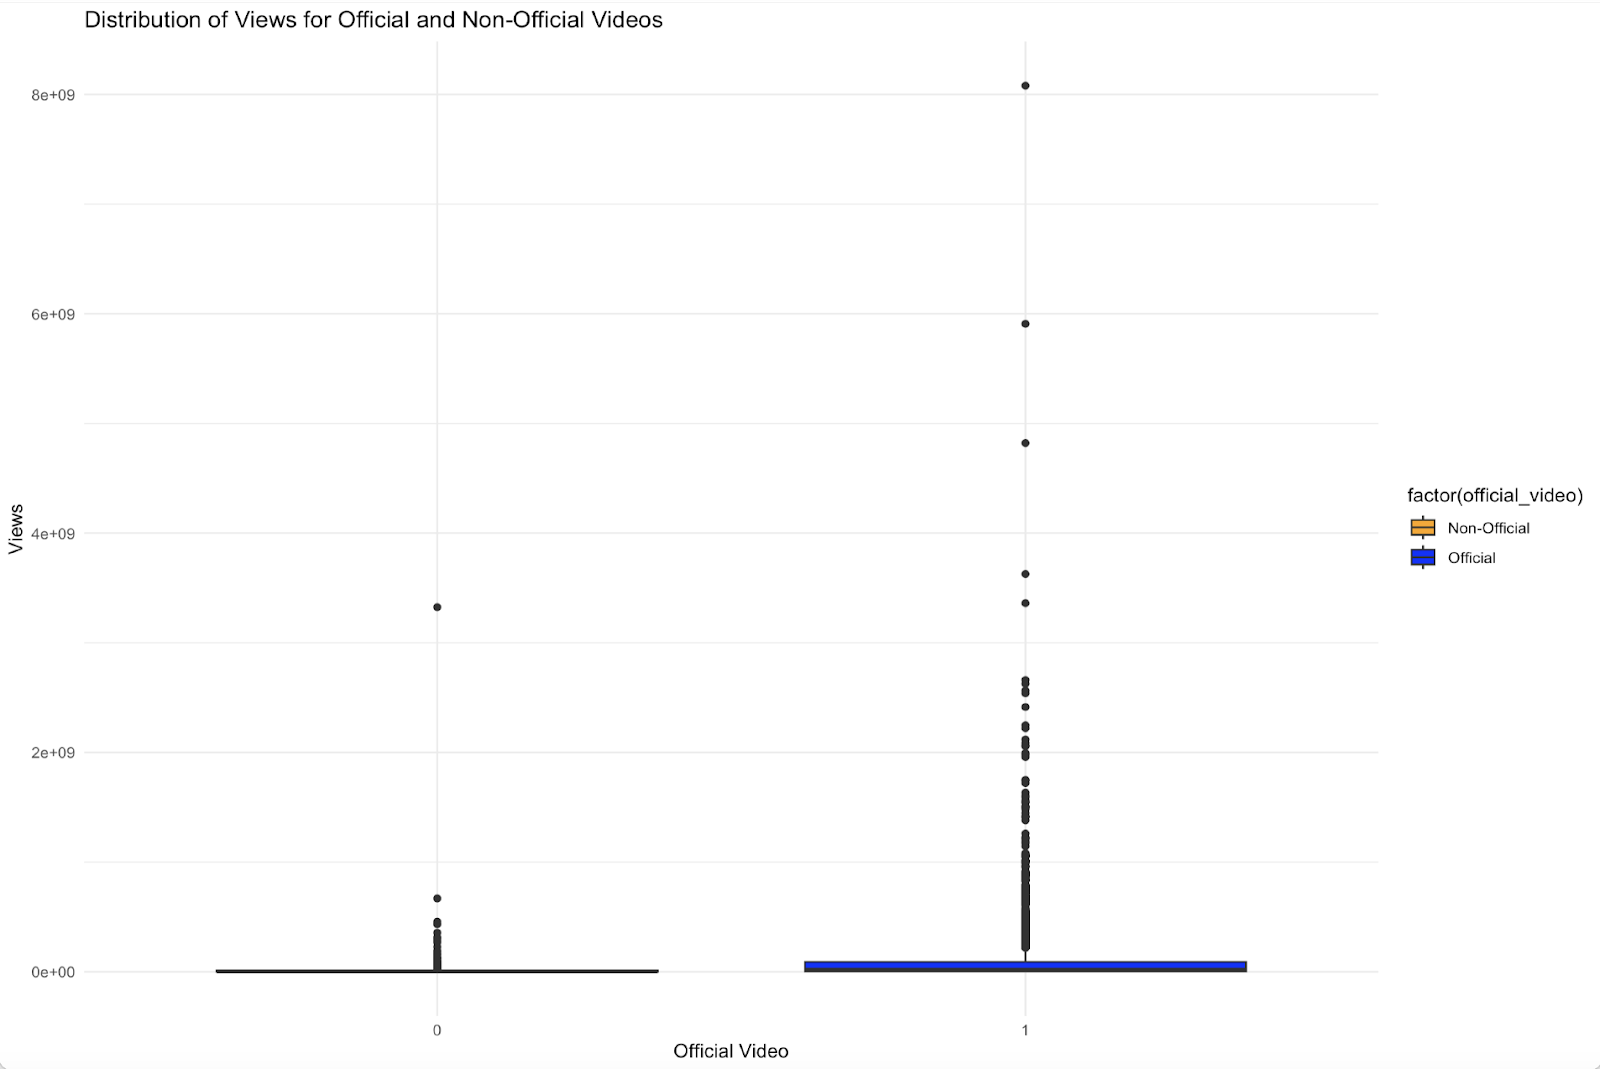 Distribution of Views for Official and Non-Official Videos
8e+09
6e+09
4e+09
2e+09
0e+00
Views
0
1
Official Video
factor(official_video)
Non-Official
Official